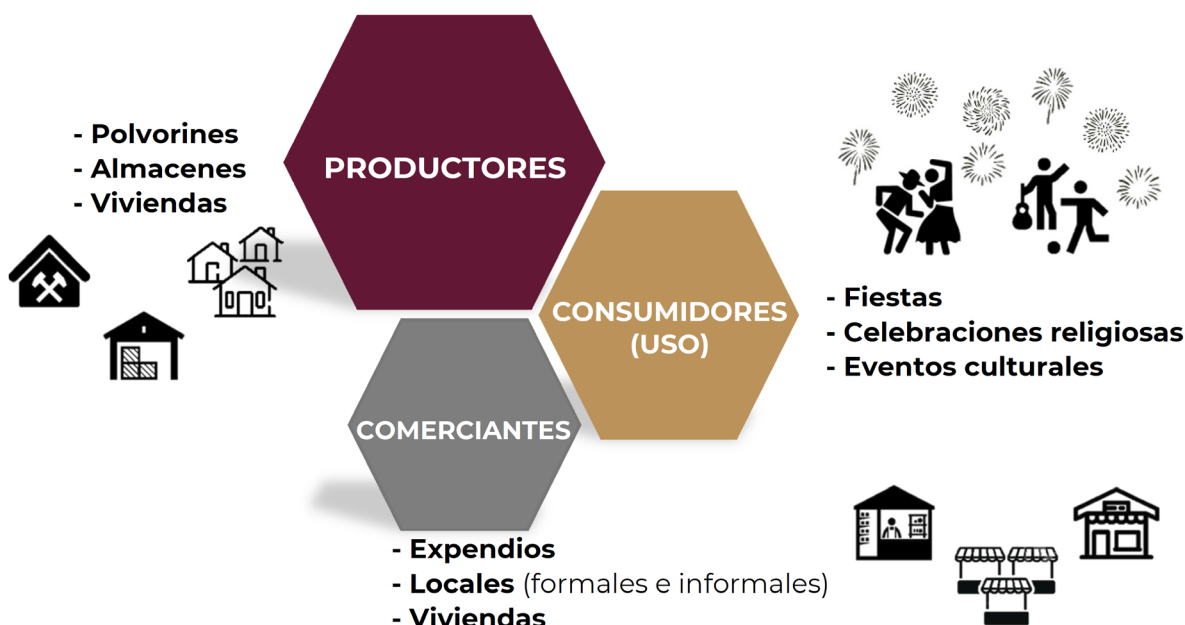 - Polvorines
- Almacenes
- Viviendas
PRODUCTORES
CONSUMIDORES
(USO)
- Fiestas
- Celebraciones religiosas
- Eventos culturales
COMERCIANTES
- Expendios
- Locales (formales e informales)
- Viviendas